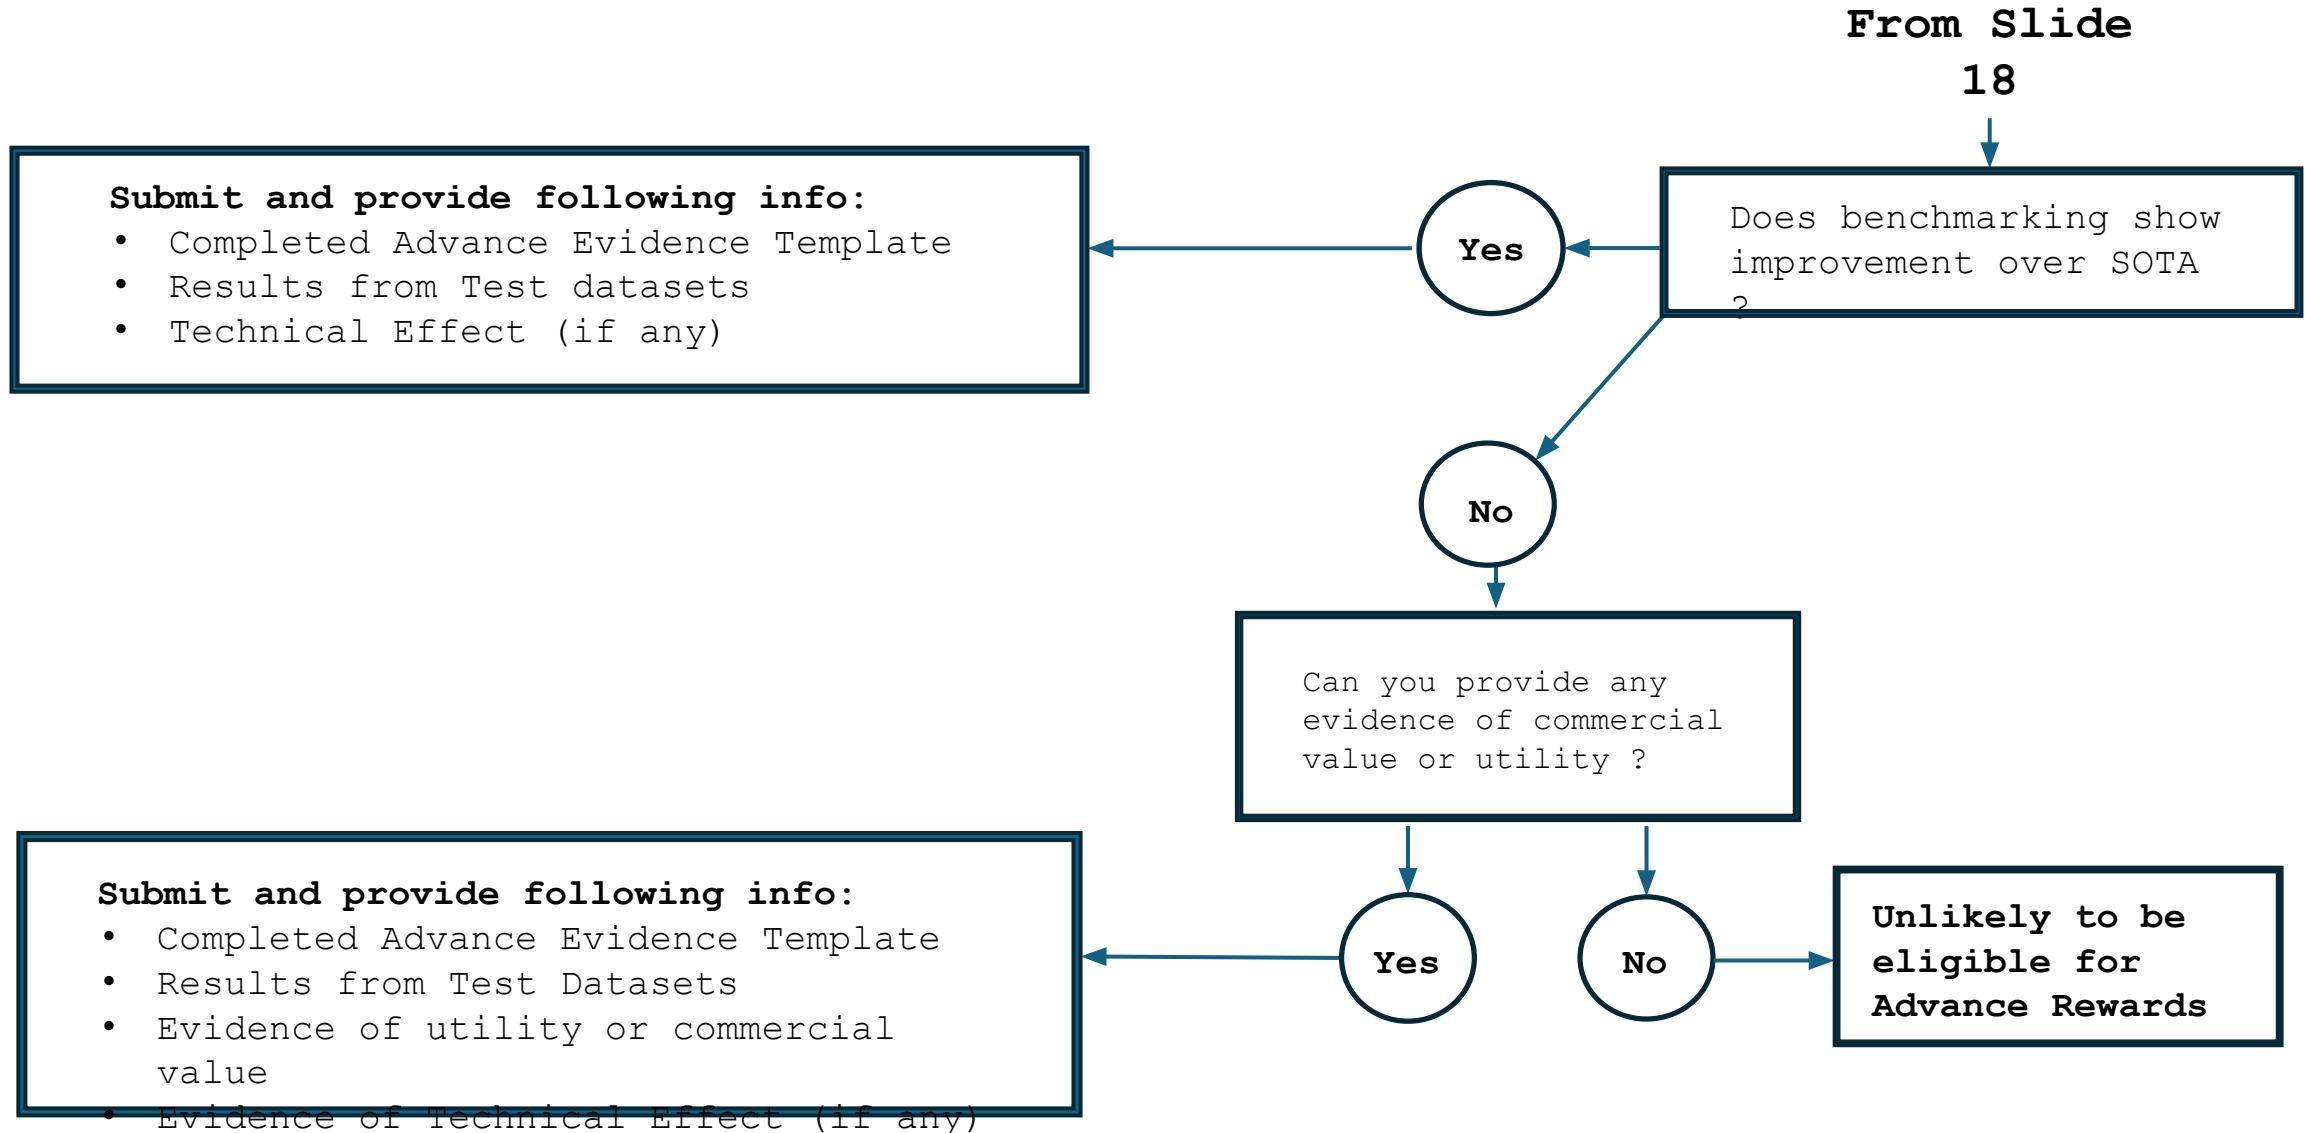 From Slide
18
Submit and provide following info:
• Completed Advance Evidence Template
• Results from Test datasets
• Technical Effect (if any)
Yes
Does benchmarking show
improvement over SOTA
?
No
Can you provide any
evidence of commercial
value or utility ?
Submit and provide following info:
• Completed Advance Evidence Template
• Results from Test Datasets
• Evidence of utility or commercial
value
• Evidence of Technical Effect (if any)
Yes
No
Unlikely to be
eligible for
Advance Rewards